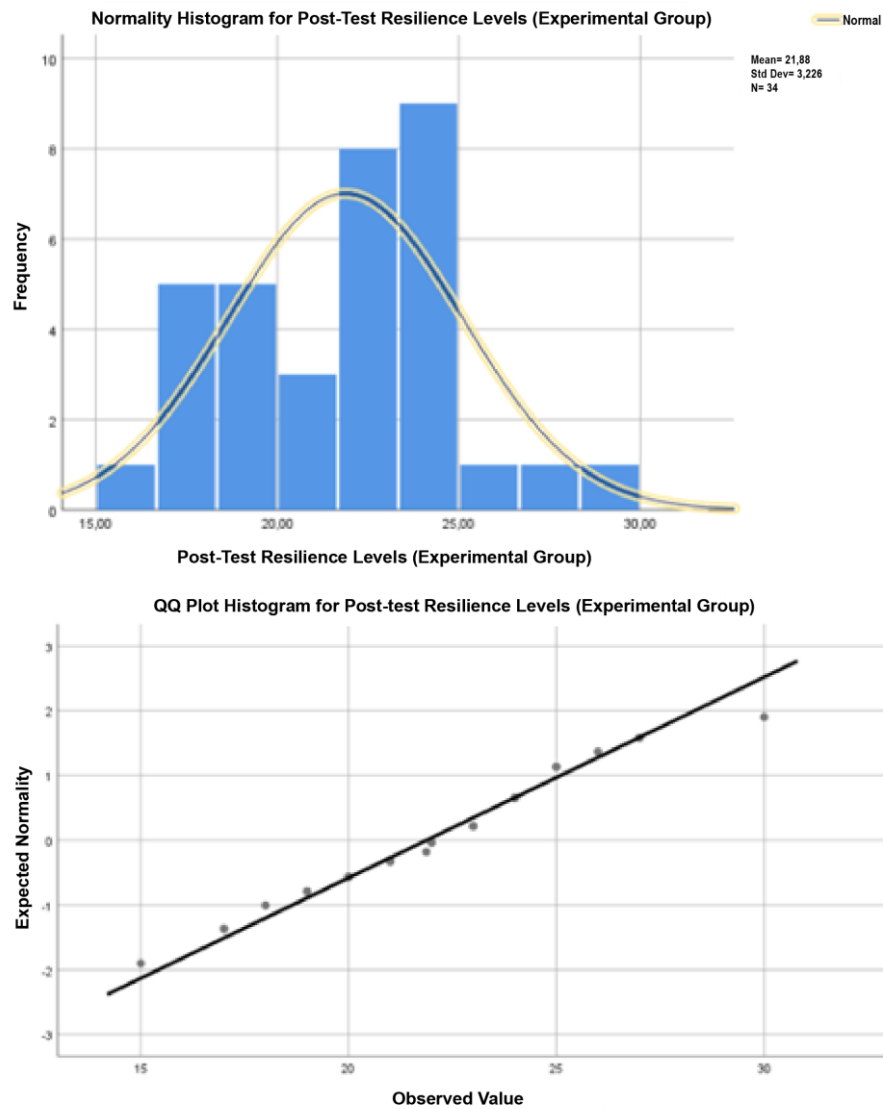 Normality Histogram for Post-Test Resilience Levels (Experimental Group)
Normal
Mean= 21,88
Std Dev= 3,226
N= 34
Frequency
10
8
6
4
2
0
15,00 20,00 25,00 30,00
Post-Test Resilience Levels (Experimental Group)
QQ Plot Histogram for Post-test Resilience Levels (Experimental Group)
Expected Normality
3
2
1
0
-1
-2
-3
15 20 25 30
Observed Value